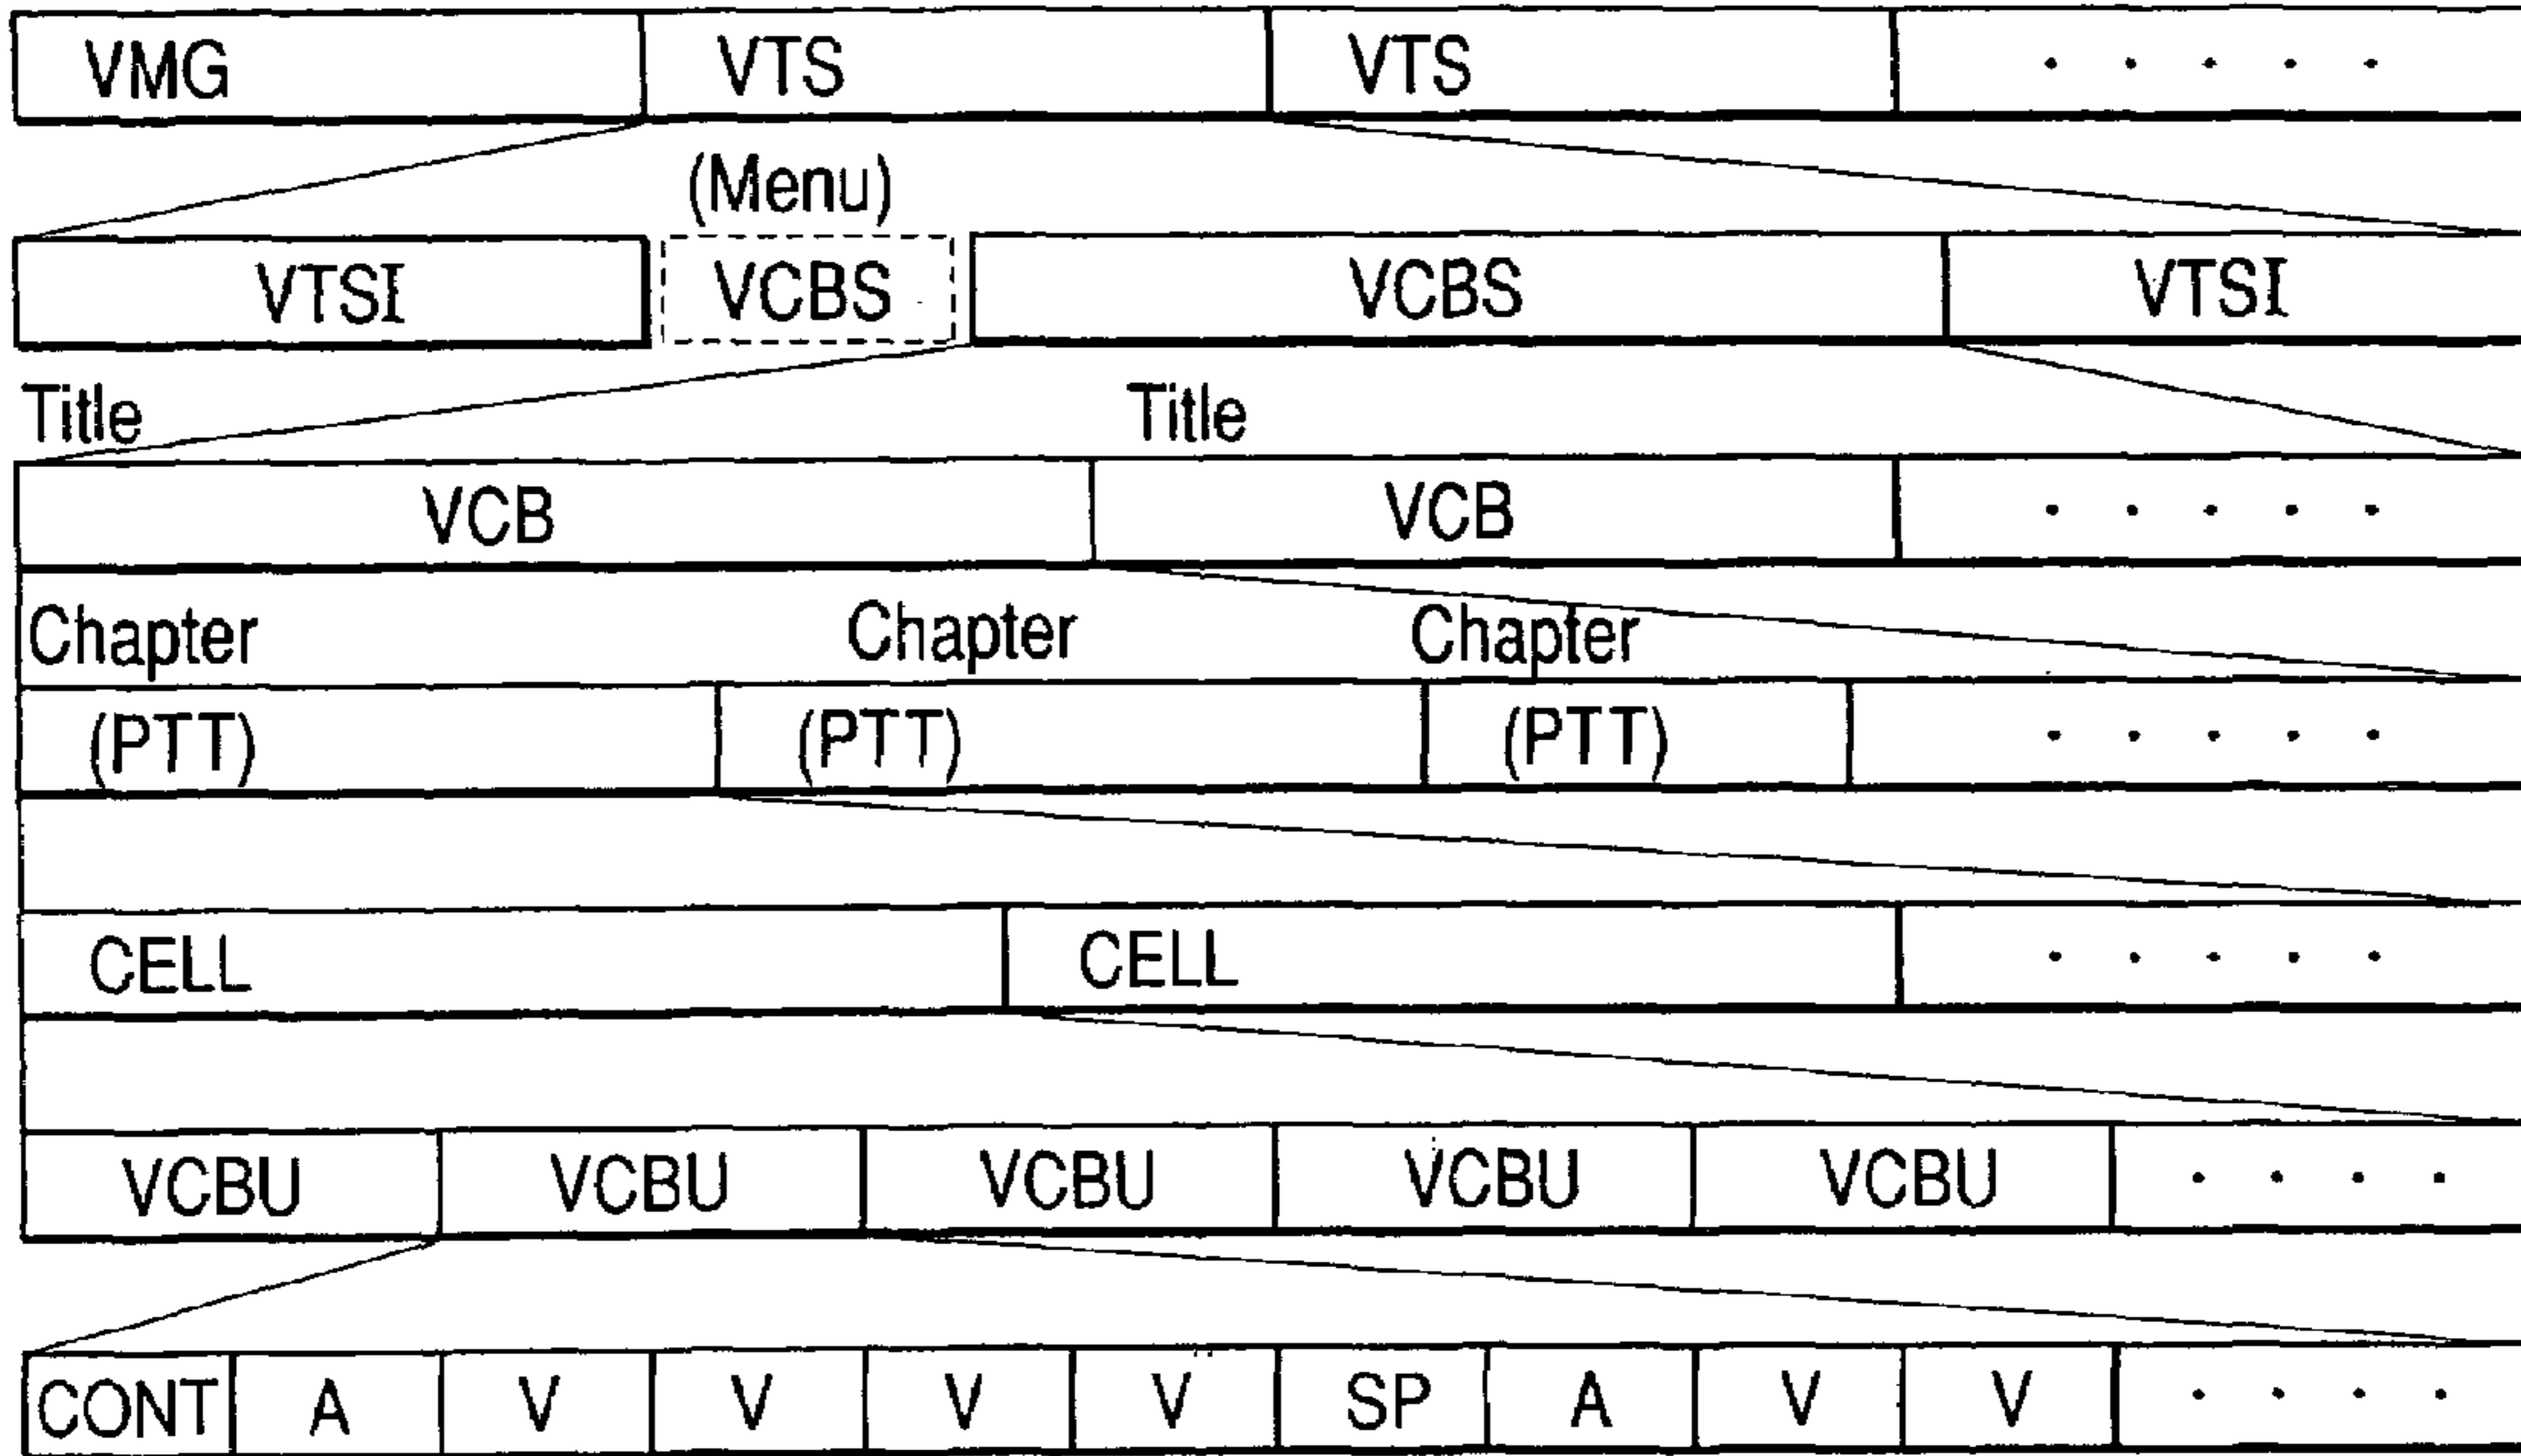 VMG VTS VTS . . . . .
(Menu)
VTSI VCBS VCBS VTSI
Title Title
VCB VCB . . . . .
Chapter Chapter Chapter
(PTT) (PTT) (PTT) . . . . .
CELL CELL . . . . .
VCBU VCBU VCBU VCBU VCBU . . . .
CONT A V V V V SP A V V . . . .